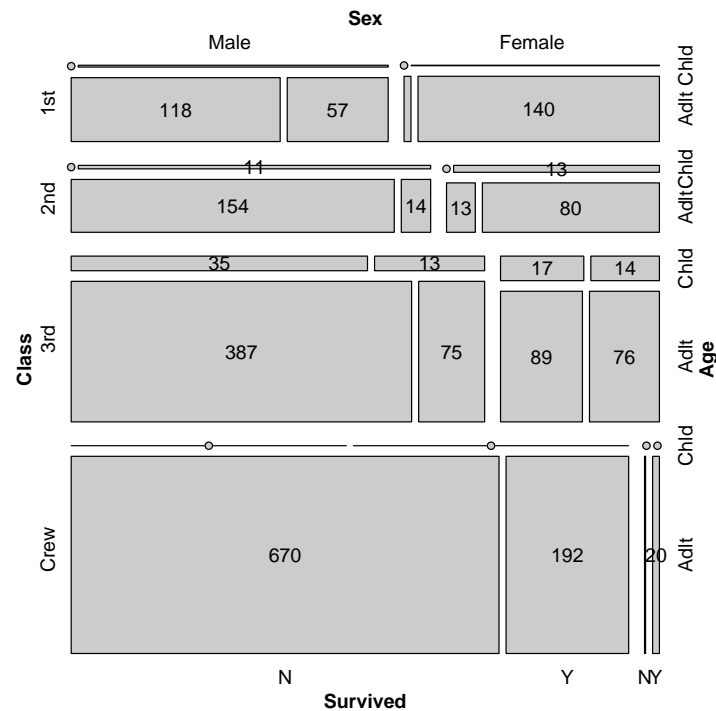 Sex
Male Female
1st
118 57 140
Adlt Chld
2nd
11 13
154 14 13 80
Adlt Chld
Class
3rd
35 13 17 14
387 75 89 76
Adlt Chld
Age
Crew
670 192 20
Adlt Chld
N Y N Y
Survived